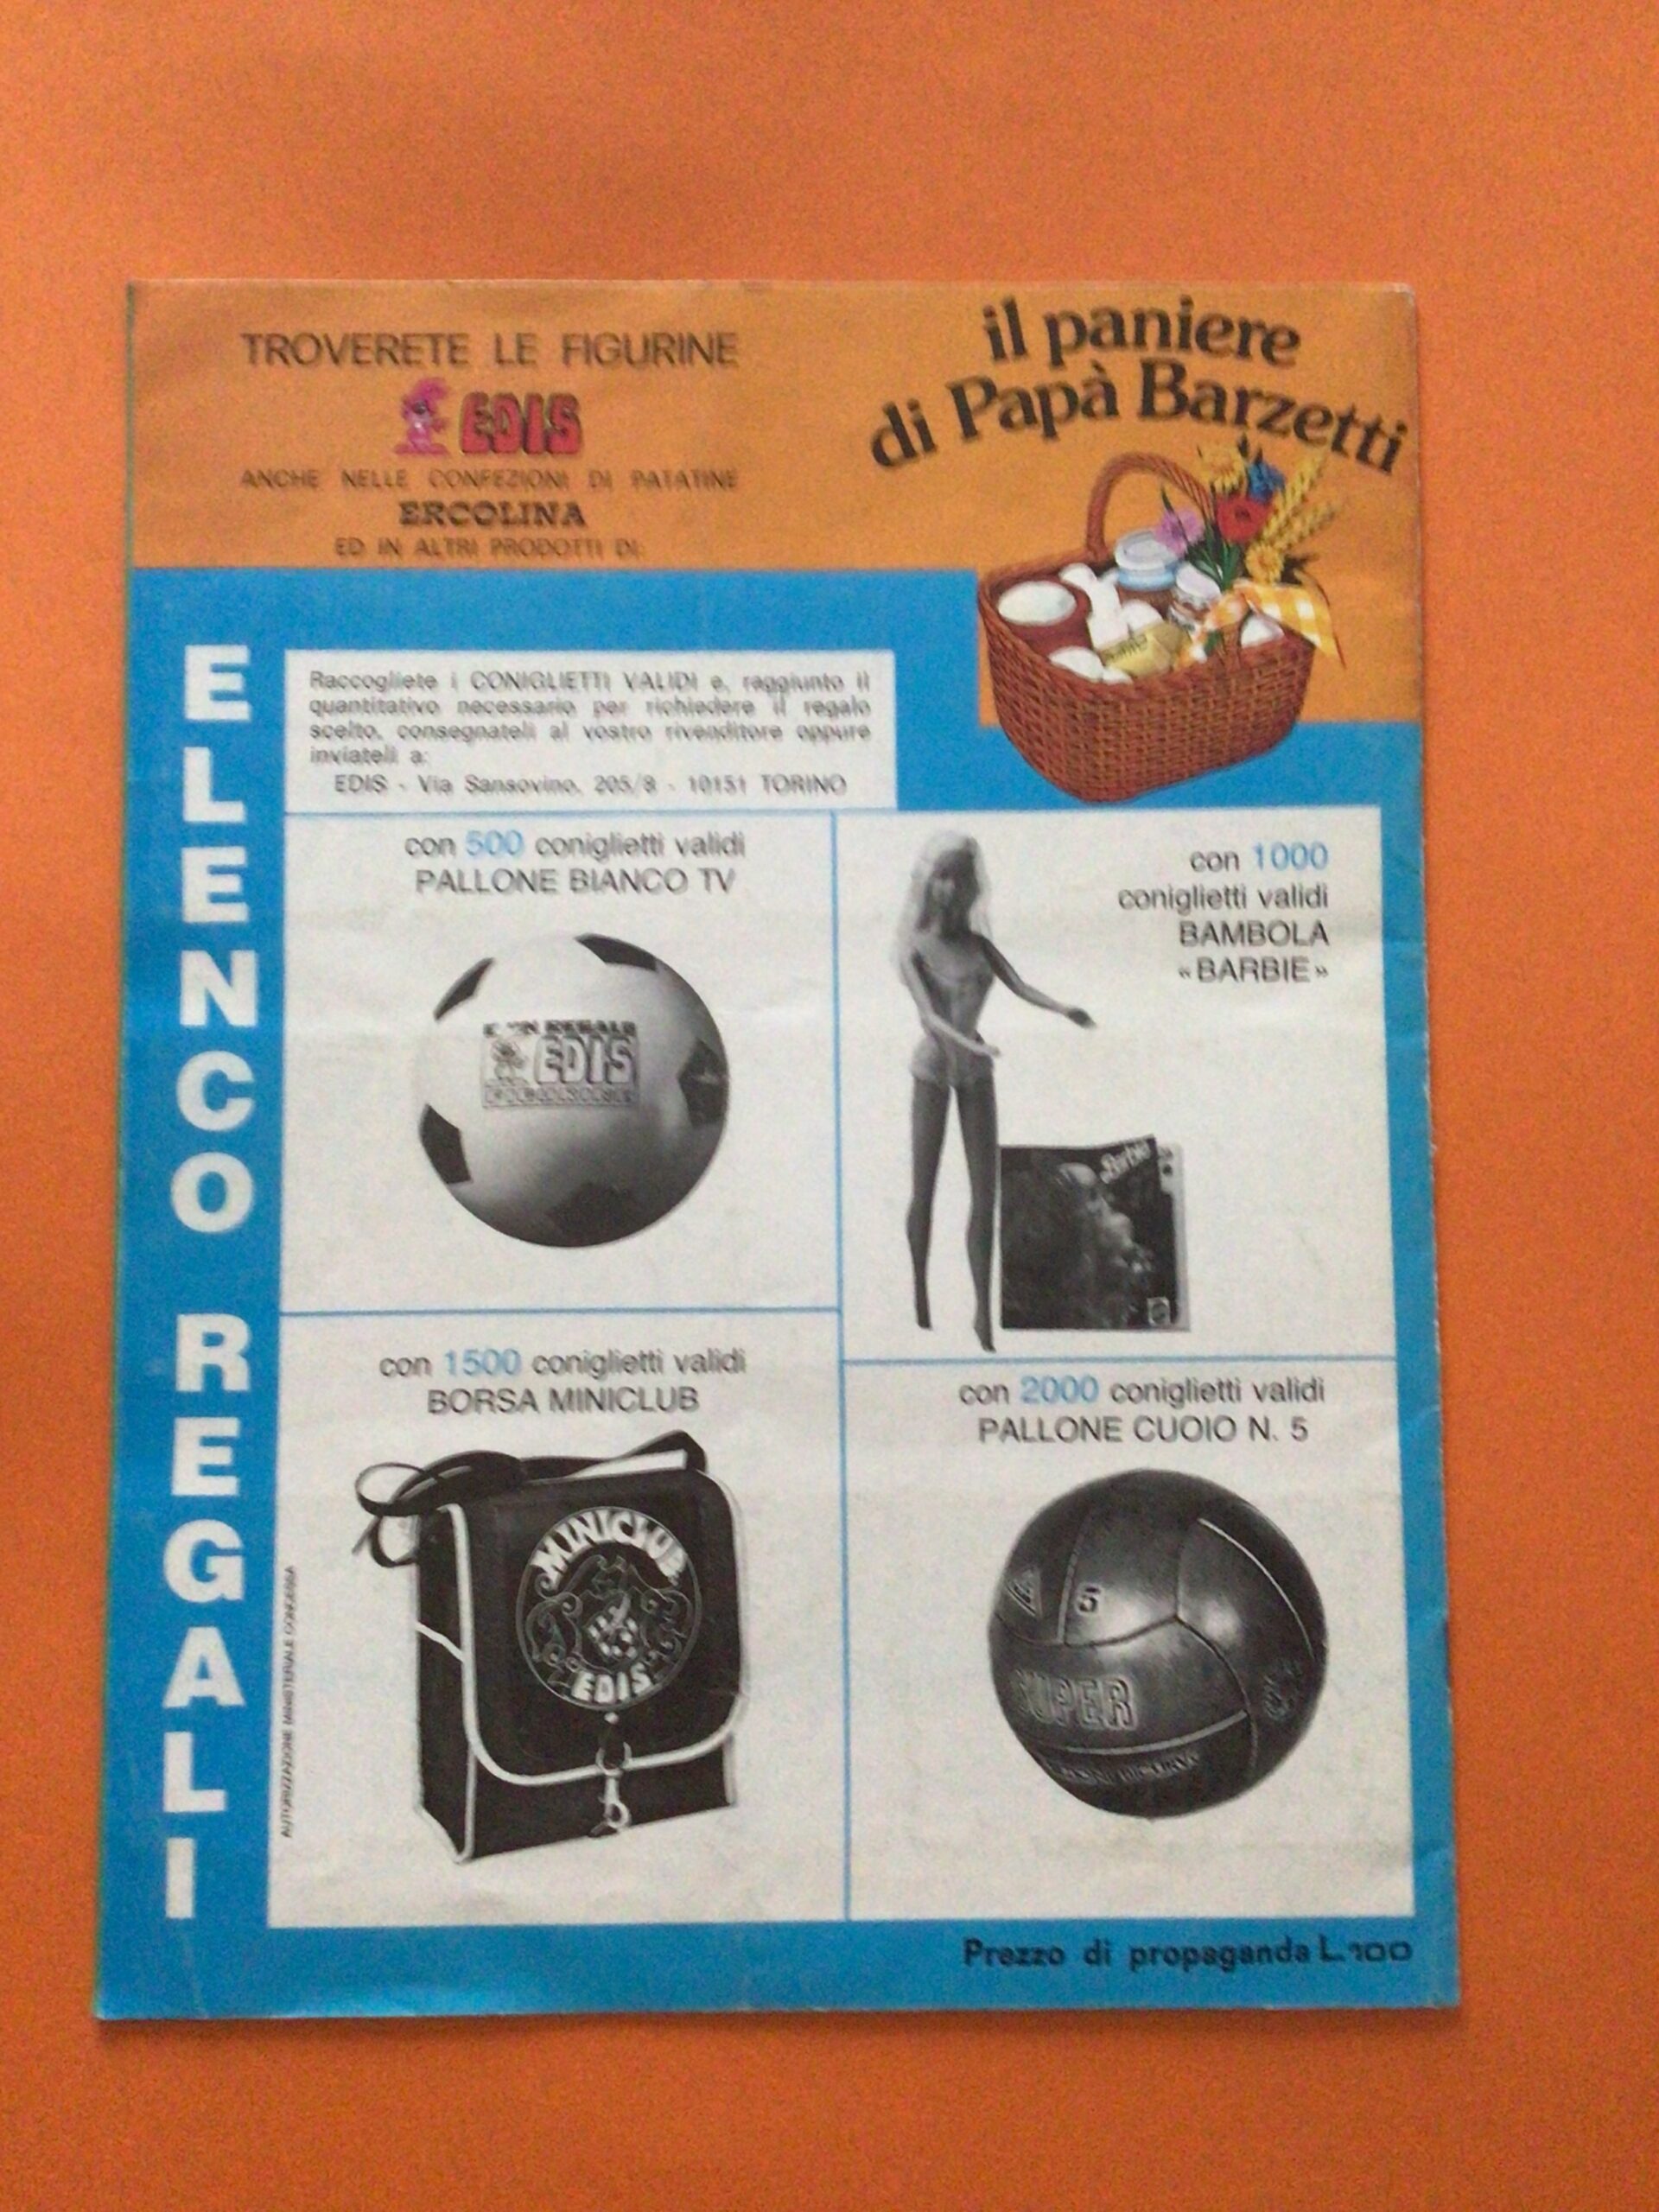 TROVERETE LE FIGURINE
EDIS
ANCHE NELLE CONFEZIONI DI PATATINE
ERCOLINA
ED IN ALTRI PRODOTTI DI:
il paniere
di Papà Barzetti
ELENCO REGALI
Raccogliete i CONIGLIETTI VALIDI e, raggiunto il
quantitativo necessario per richiedere il regalo
scelto, consegnateli al vostro rivenditore oppure
inviateli a:
EDIS - Via Sansovino, 205/8 - 10151 TORINO
con 500 coniglietti validi
PALLONE BIANCO TV
EDIS
con 1000
coniglietti validi
BAMBOLA
«BARBIE»
Barbie
con 1500 coniglietti validi
BORSA MINICLUB
MINICLUB
EDIS
con 2000 coniglietti validi
PALLONE CUOIO N. 5
5
SUPER
AUTORIZZAZIONE MINISTERIALE CONCESSA
Prezzo di propaganda L.100